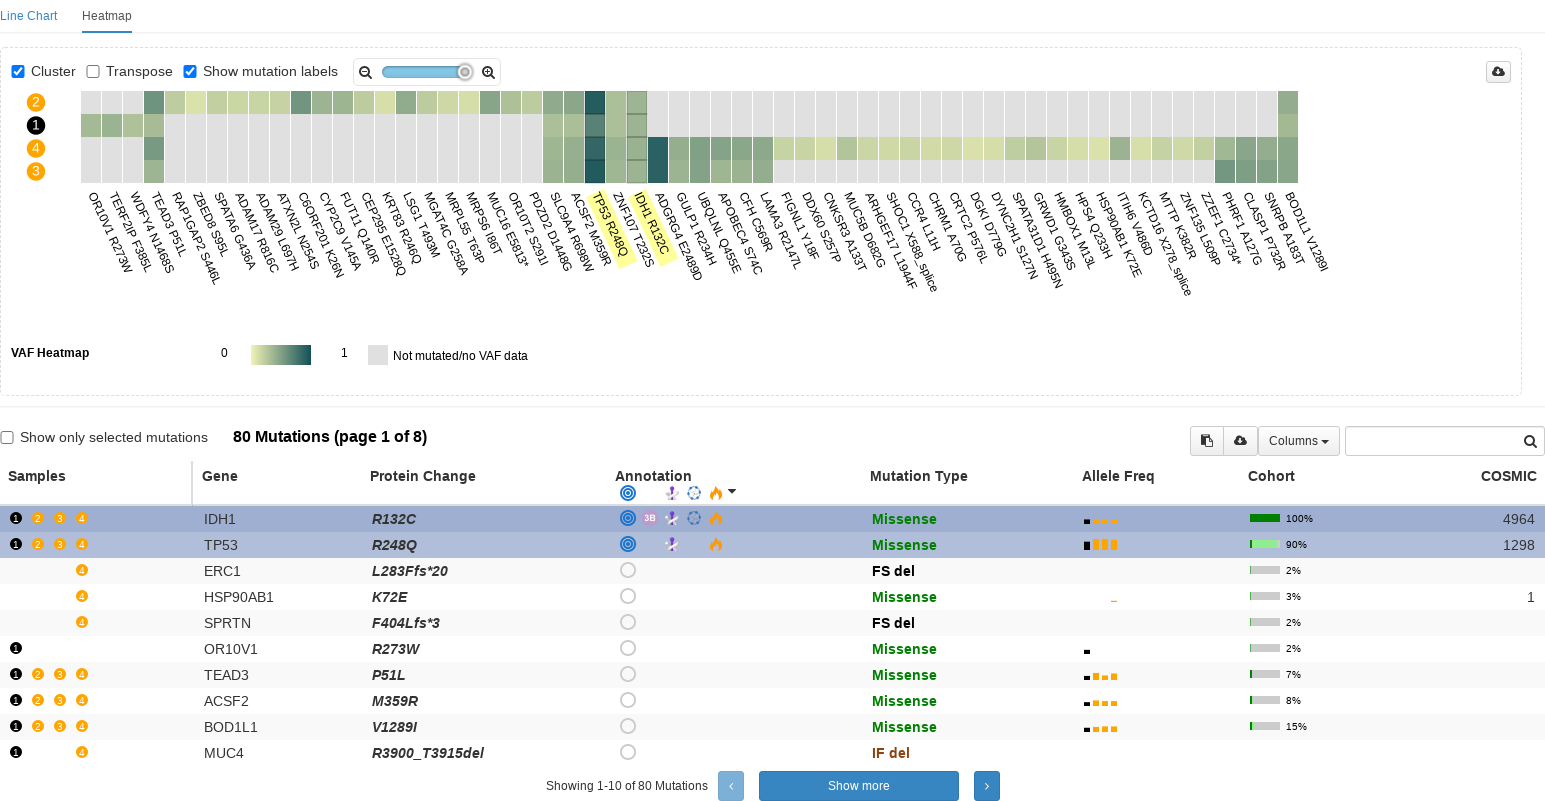 Line Chart Heatmap
Cluster Transpose Show mutation labels
2
1
4
3
OR10V1 R273W
TERF2IP F385L
WDFY4 N1468S
TEAD3 P51L
RAP1GAP2 S446L
ZBED8 S95L
SPATA6 G436A
ADAM17 R816C
ADAM29 L697H
ATXN2L N254S
C6ORF201 K26N
CYP2C9 V145A
FUT11 Q140R
CEP295 E1528Q
KRT83 R246Q
LSG1 T493M
MGAT4C G258A
MRPL55 T63P
MRPS6 I86T
MUC16 E5613*
OR10T2 S291I
PDZD2 D1448G
SLC9A4 R698W
ACSF2 M359R
TP53 R248Q
ZNF107 T232S
IDH1 R132C
ADGRG4 E2489D
GULP1 R234H
UBQLNL Q455E
APOBEC4 S74C
CFH C569R
LAMA3 R2147L
FIGNL1 Y18F
DDX60 S257P
CNKSR3 A133T
MUC5B D682G
ARHGEF17 L1944F
SHOC1 X588_splice
CCR4 L11H
CHRM1 A70G
CRTC2 P576L
DGKI D779G
DYNC2H1 S127N
SPATA31D1 H495N
GRWD1 G343S
HMBOX1 M13L
HPS4 Q233H
HSP90AB1 K72E
ITIH6 V486D
KCTD16 X278_splice
MTTP K382R
ZNF135 L509P
ZZEF1 C2734*
PHRF1 A127G
CLASP1 P732R
SNRPB A183T
BOD1L1 V1289I
VAF Heatmap 0 1 Not mutated/no VAF data
Show only selected mutations 80 Mutations (page 1 of 8) Columns
Samples Gene Protein Change Annotation Mutation Type Allele Freq Cohort COSMIC
1 2 3 4 IDH1 R132C 3B Missense 100% 4964
1 2 3 4 TP53 R248Q Missense 90% 1298
4 ERC1 L283Ffs*20 FS del 2%
4 HSP90AB1 K72E Missense 3% 1
4 SPRTN F404Lfs*3 FS del 2%
1 OR10V1 R273W Missense 2%
1 2 3 4 TEAD3 P51L Missense 7%
1 2 3 4 ACSF2 M359R Missense 8%
1 2 3 4 BOD1L1 V1289I Missense 15%
1 4 MUC4 R3900_T3915del IF del
Showing 1-10 of 80 Mutations ‹ Show more ›